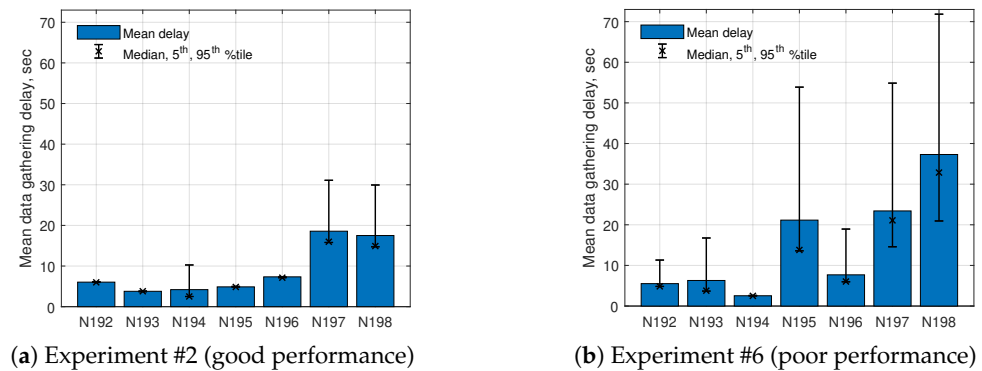 Mean data gathering delay, sec
70
60
50
40
30
20
10
0
Mean delay
Median, 5th, 95th %tile
N192 N193 N194 N195 N196 N197 N198
(a) Experiment #2 (good performance)
Mean data gathering delay, sec
70
60
50
40
30
20
10
0
Mean delay
Median, 5th, 95th %tile
N192 N193 N194 N195 N196 N197 N198
(b) Experiment #6 (poor performance)